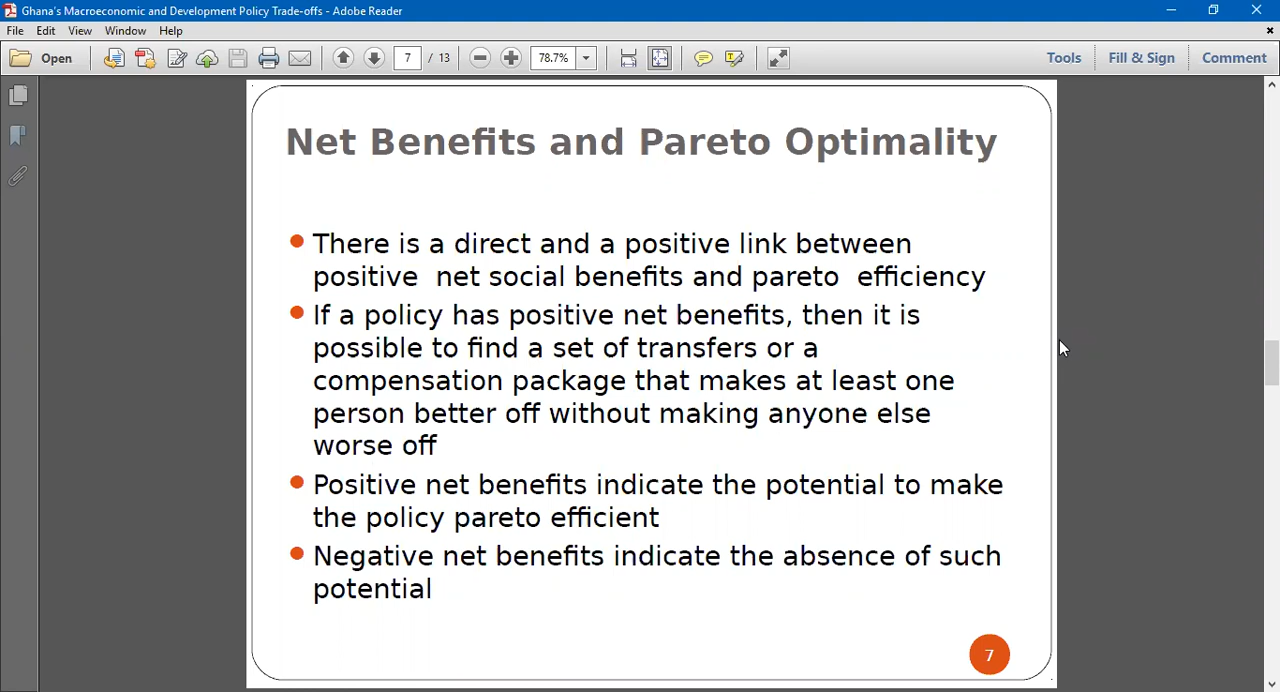 Ghana's Macroeconomic and Development Policy Trade-offs - Adobe Reader
File Edit View Window Help
Open 7 / 13 78.7% Tools Fill & Sign Comment
Net Benefits and Pareto Optimality
There is a direct and a positive link between
positive net social benefits and pareto efficiency
If a policy has positive net benefits, then it is
possible to find a set of transfers or a
compensation package that makes at least one
person better off without making anyone else
worse off
Positive net benefits indicate the potential to make
the policy pareto efficient
Negative net benefits indicate the absence of such
potential
7